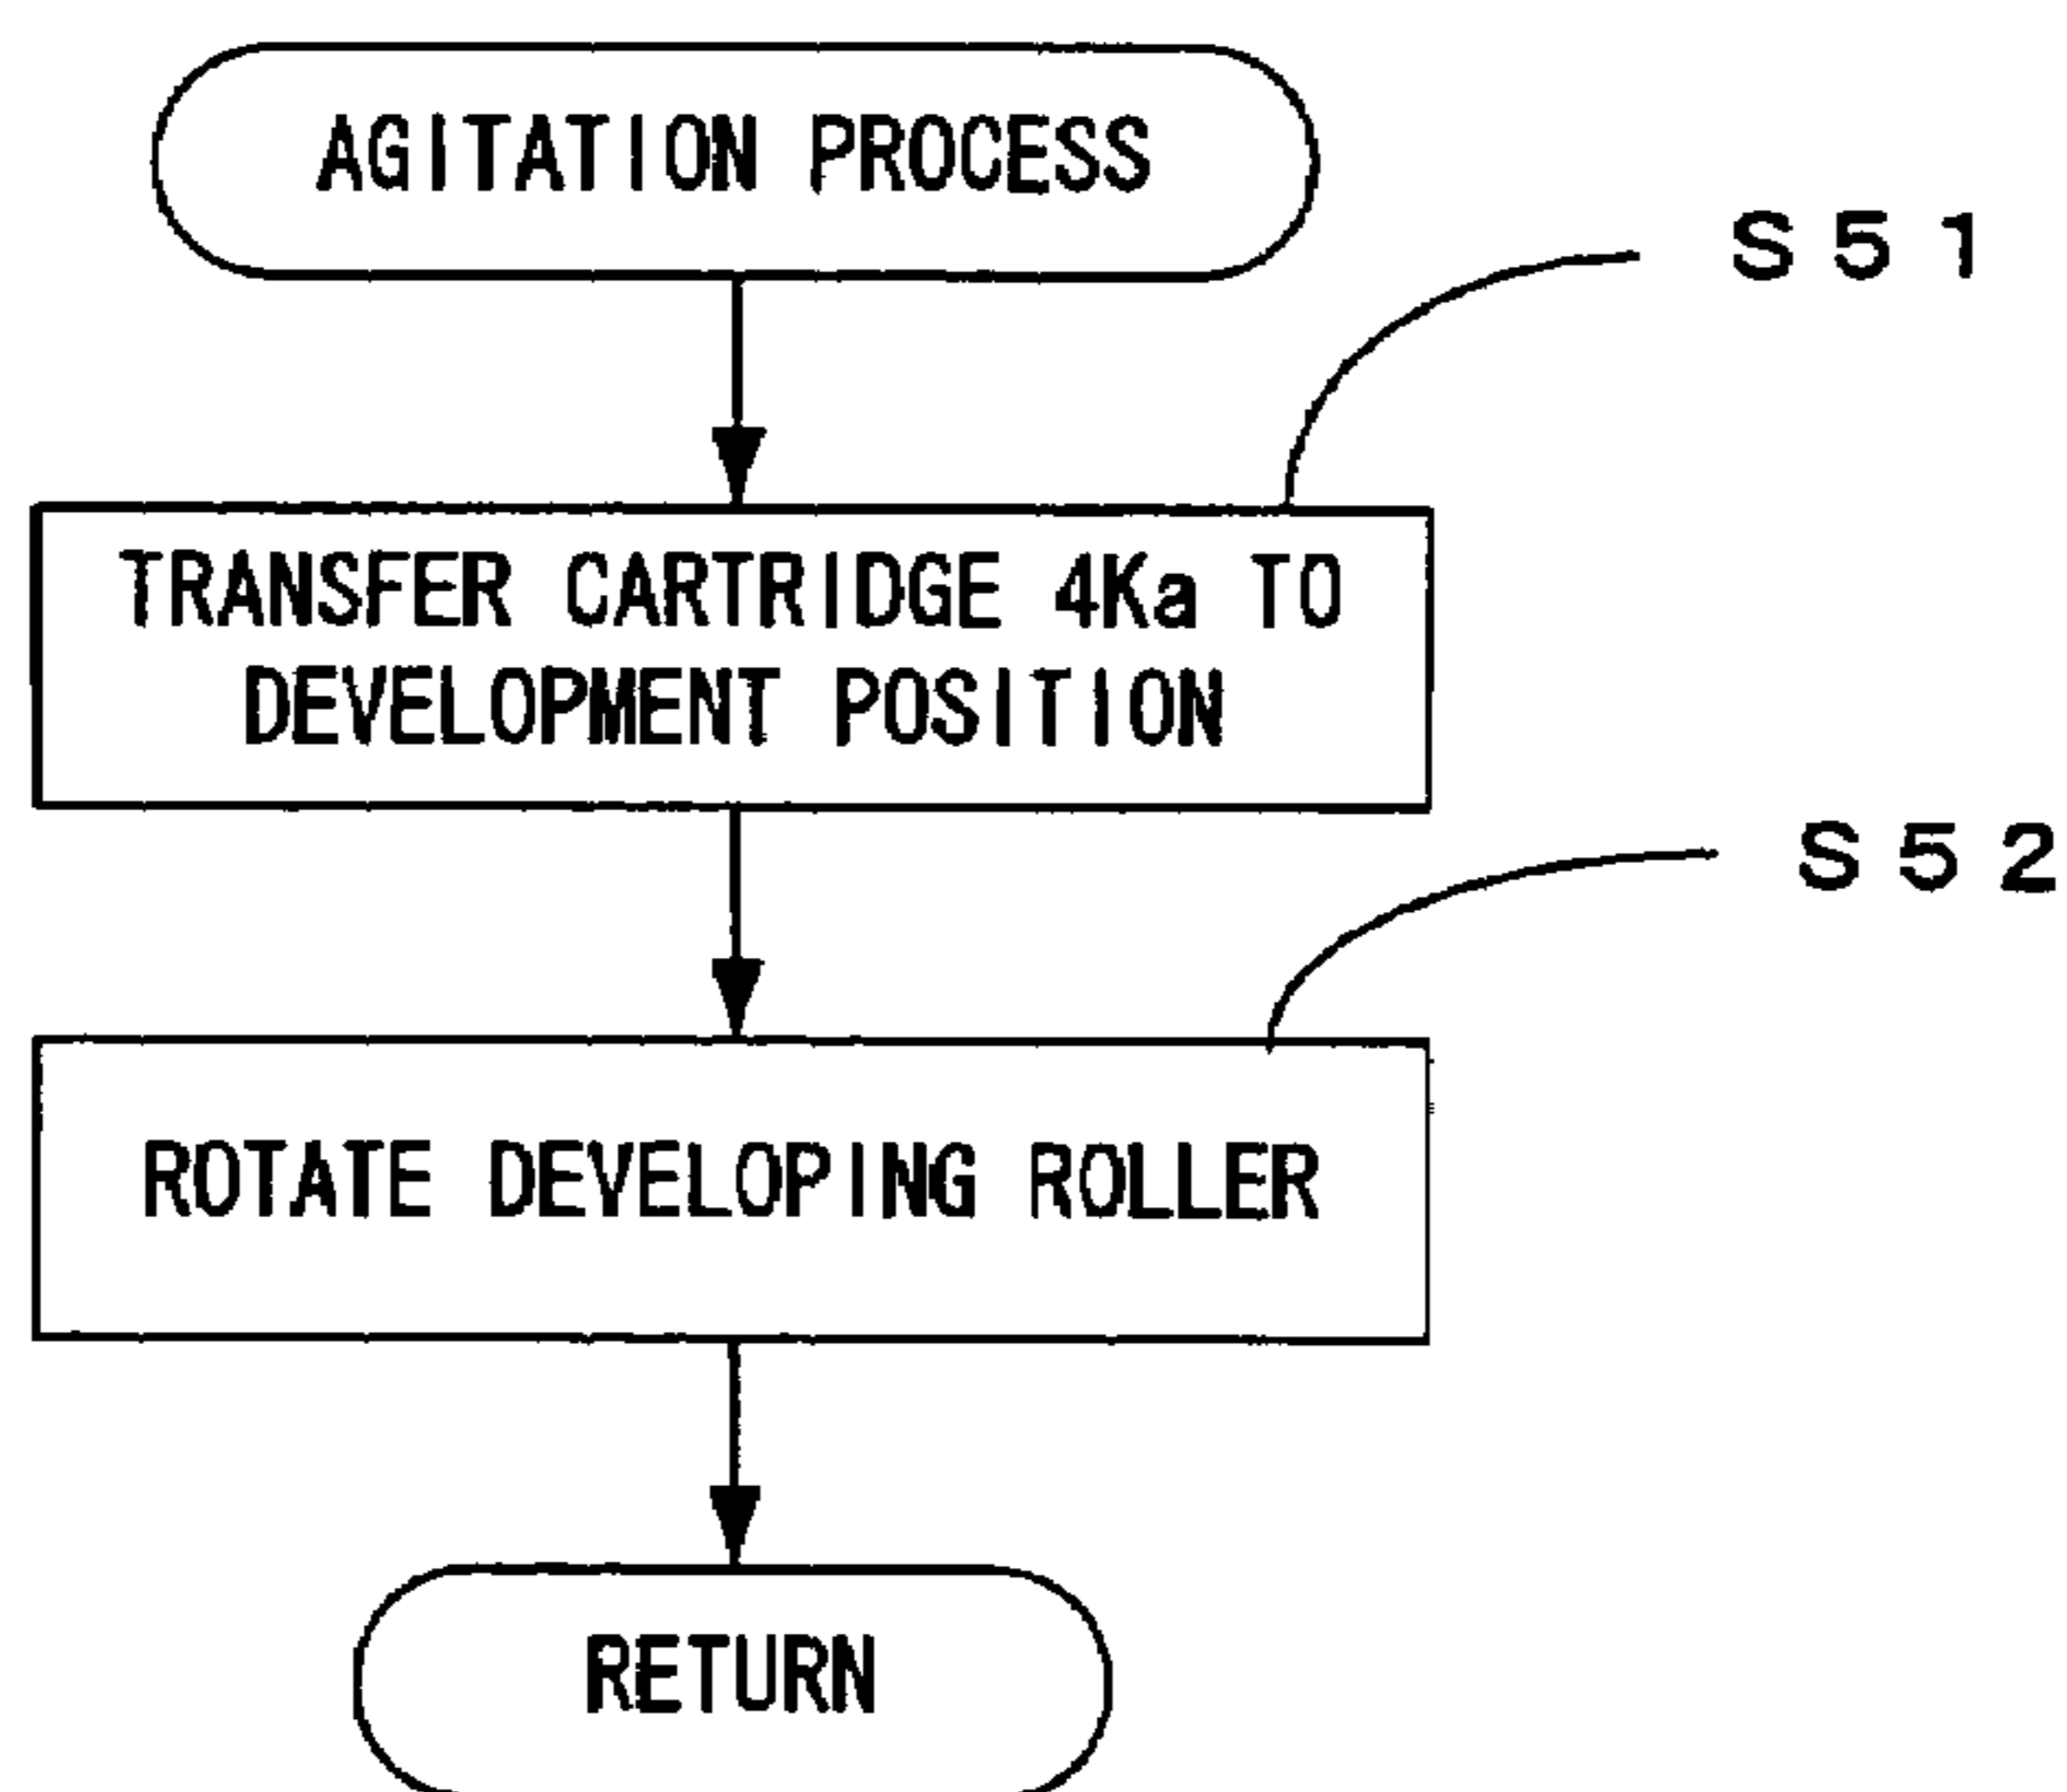 AGITATION PROCESS
S51
TRANSFER CARTRIDGE 4Ka TO
DEVELOPMENT POSITION
S52
ROTATE DEVELOPING ROLLER
RETURN